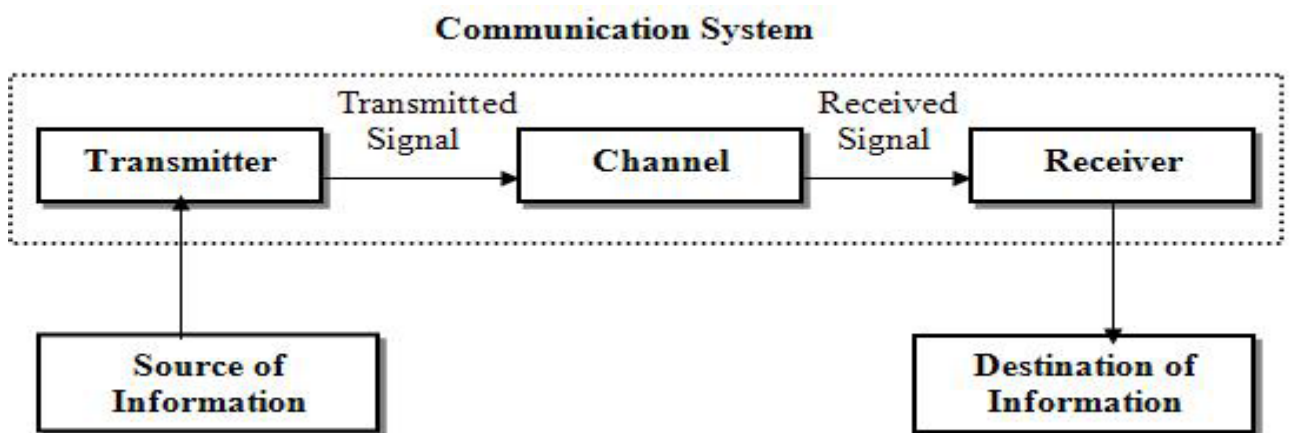 Communication System
Transmitted
Signal
Received
Signal
Transmitter
Channel
Receiver
Source of
Information
Destination of
Information